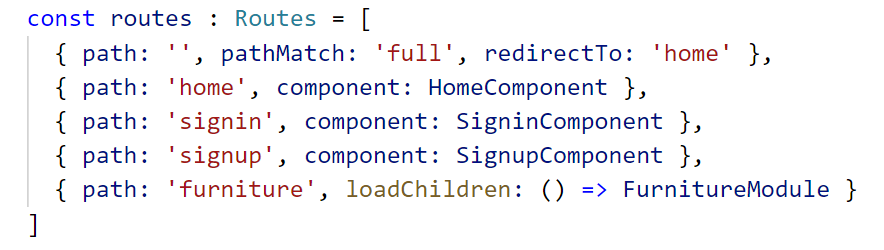 const routes : Routes = [
  { path: '', pathMatch: 'full', redirectTo: 'home' },
  { path: 'home', component: HomeComponent },
  { path: 'signin', component: SigninComponent },
  { path: 'signup', component: SignupComponent },
  { path: 'furniture', loadChildren: () => FurnitureModule }
]